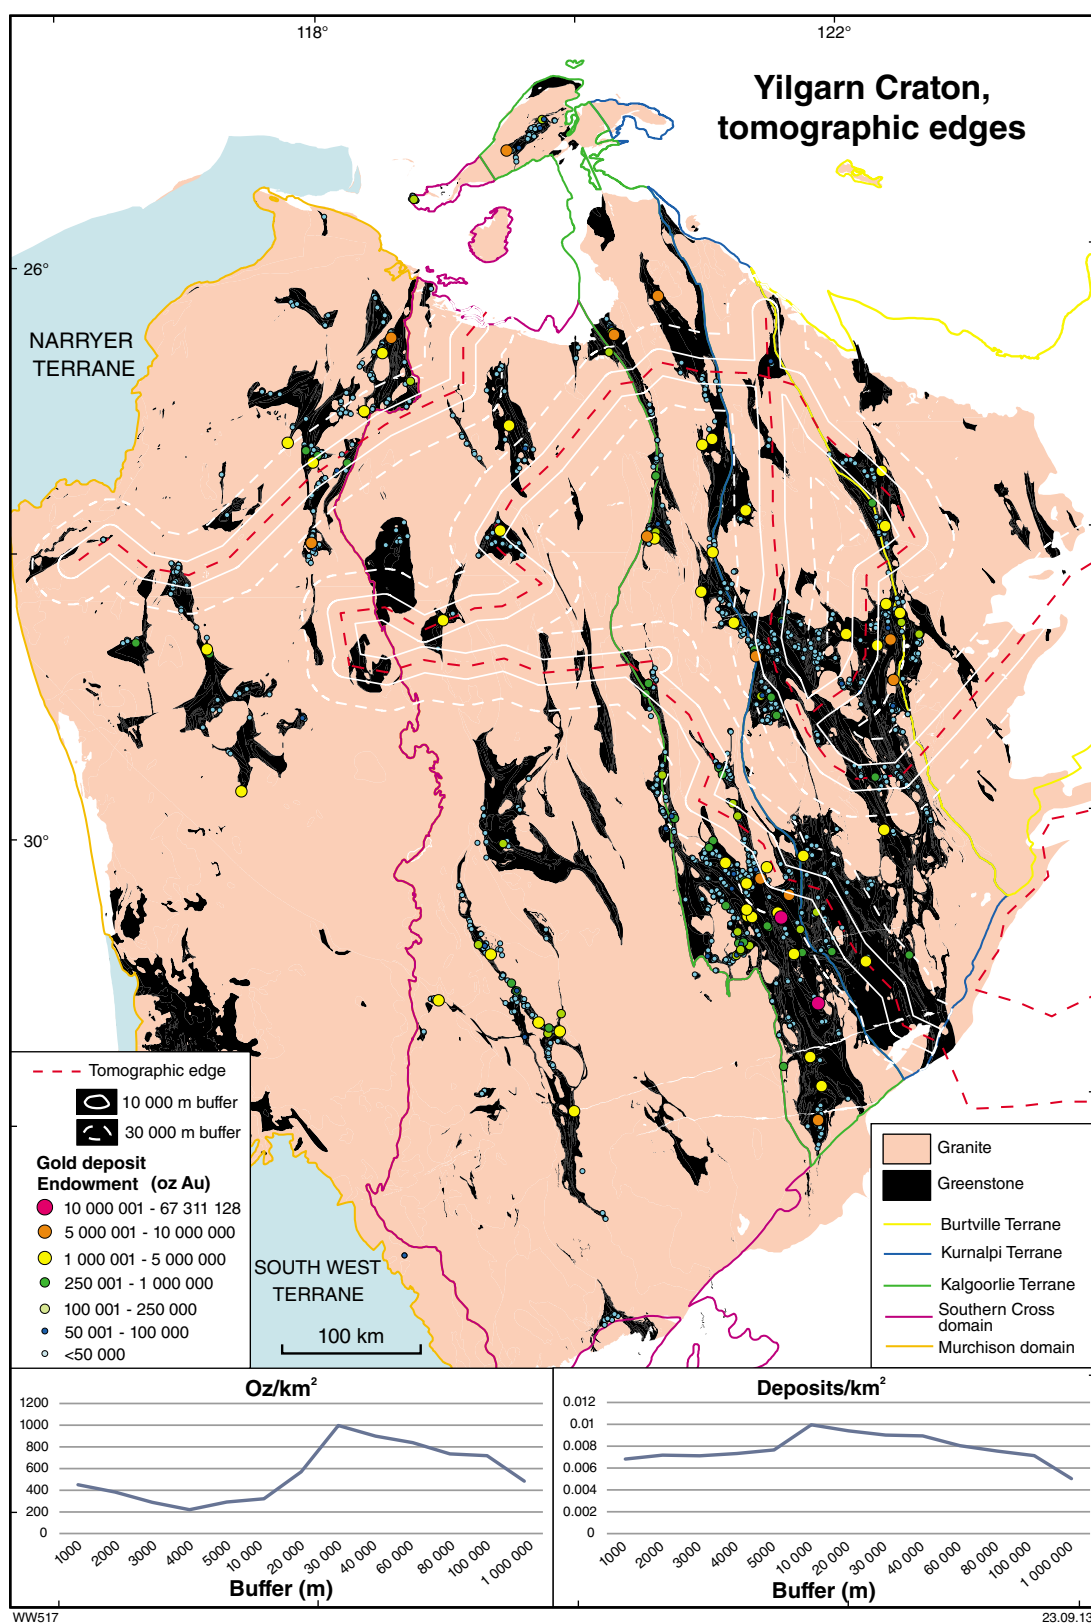 118°
122°
Yilgarn Craton,
tomographic edges
26°
NARRYER
TERRANE
30°
Tomographic edge
10 000 m buffer
30 000 m buffer
Gold deposit
Endowment (oz Au)
10 000 001 - 67 311 128
5 000 001 - 10 000 000
1 000 001 - 5 000 000
250 001 - 1 000 000
100 001 - 250 000
50 001 - 100 000
<50 000
SOUTH WEST
TERRANE
100 km
Granite
Greenstone
Burtville Terrane
Kurnalpi Terrane
Kalgoorlie Terrane
Southern Cross
domain
Murchison domain
Oz/km²
1200
1000
800
600
400
200
0
1000
2000
3000
4000
5000
10 000
20 000
30 000
40 000
60 000
80 000
100 000
1 000 000
Buffer (m)
Deposits/km²
0.012
0.01
0.008
0.006
0.004
0.002
0
1000
2000
3000
4000
5000
10 000
20 000
30 000
40 000
60 000
80 000
100 000
1 000 000
Buffer (m)
WW517
23.09.13